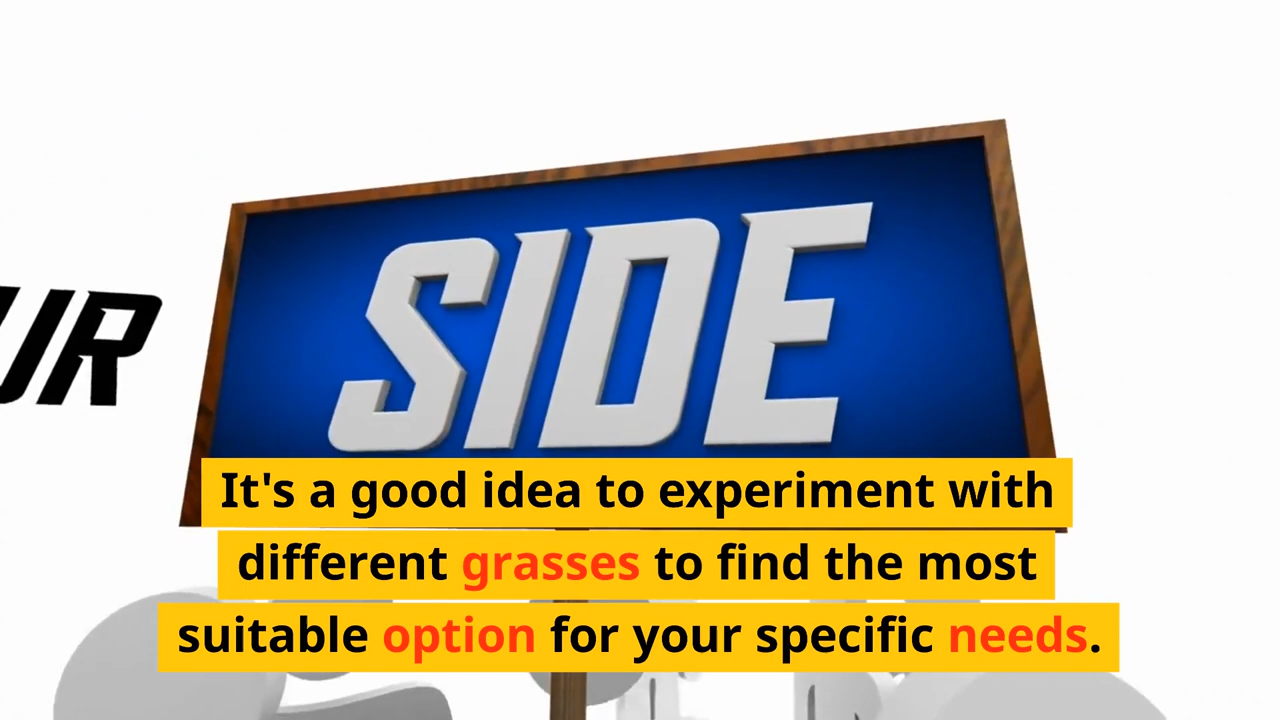 UR
SIDE
It's a good idea to experiment with
different grasses to find the most
suitable option for your specific needs.